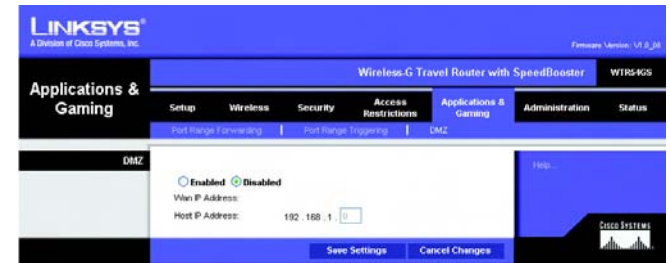 LINKSYS®
A Division of Cisco Systems, Inc.
Firmware Version: V1.0_00
Wireless-G Travel Router with SpeedBooster WTR54GS
Applications & Gaming
Setup Wireless Security Access Restrictions Applications & Gaming Administration Status
Port Range Forwarding | Port Range Triggering | DMZ
DMZ
Enabled Disabled
Wan IP Address:
Host IP Address: 192 . 168 . 1 . 0
Help...
CISCO SYSTEMS
Save Settings Cancel Changes